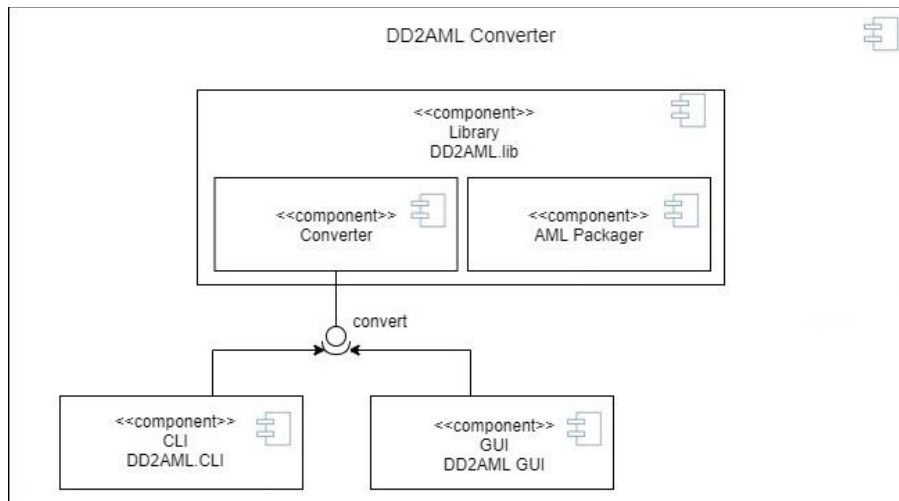 DD2AML Converter
<<component>>
Library
DD2AML.lib
<<component>>
Converter
<<component>>
AML Packager
convert
<<component>>
CLI
DD2AML.CLI
<<component>>
GUI
DD2AML GUI